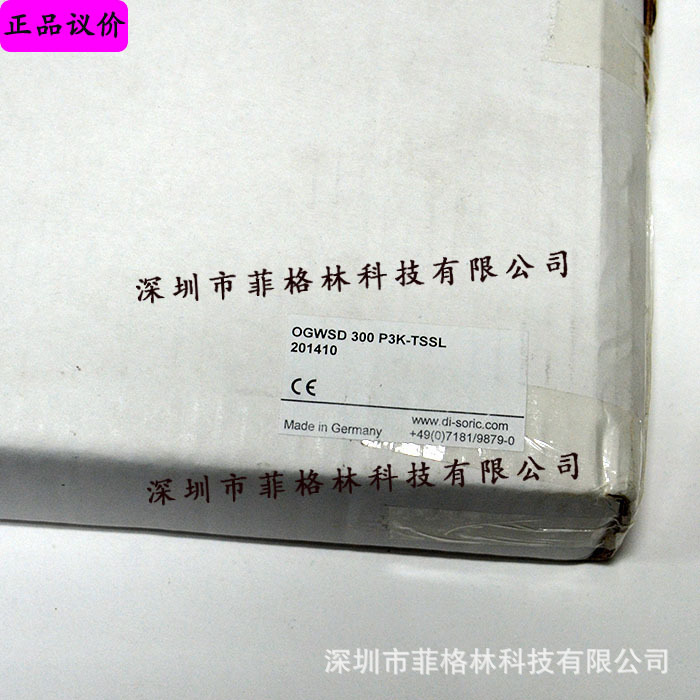 正品议价
深圳市菲格林科技有限公司
OGWSD 300 P3K-TSSL
201410
CE
Made in Germany
www.di-soric.com
+49(0)7181/9879-0
深圳市菲格林科技有限公司
深圳市菲格林科技有限公司